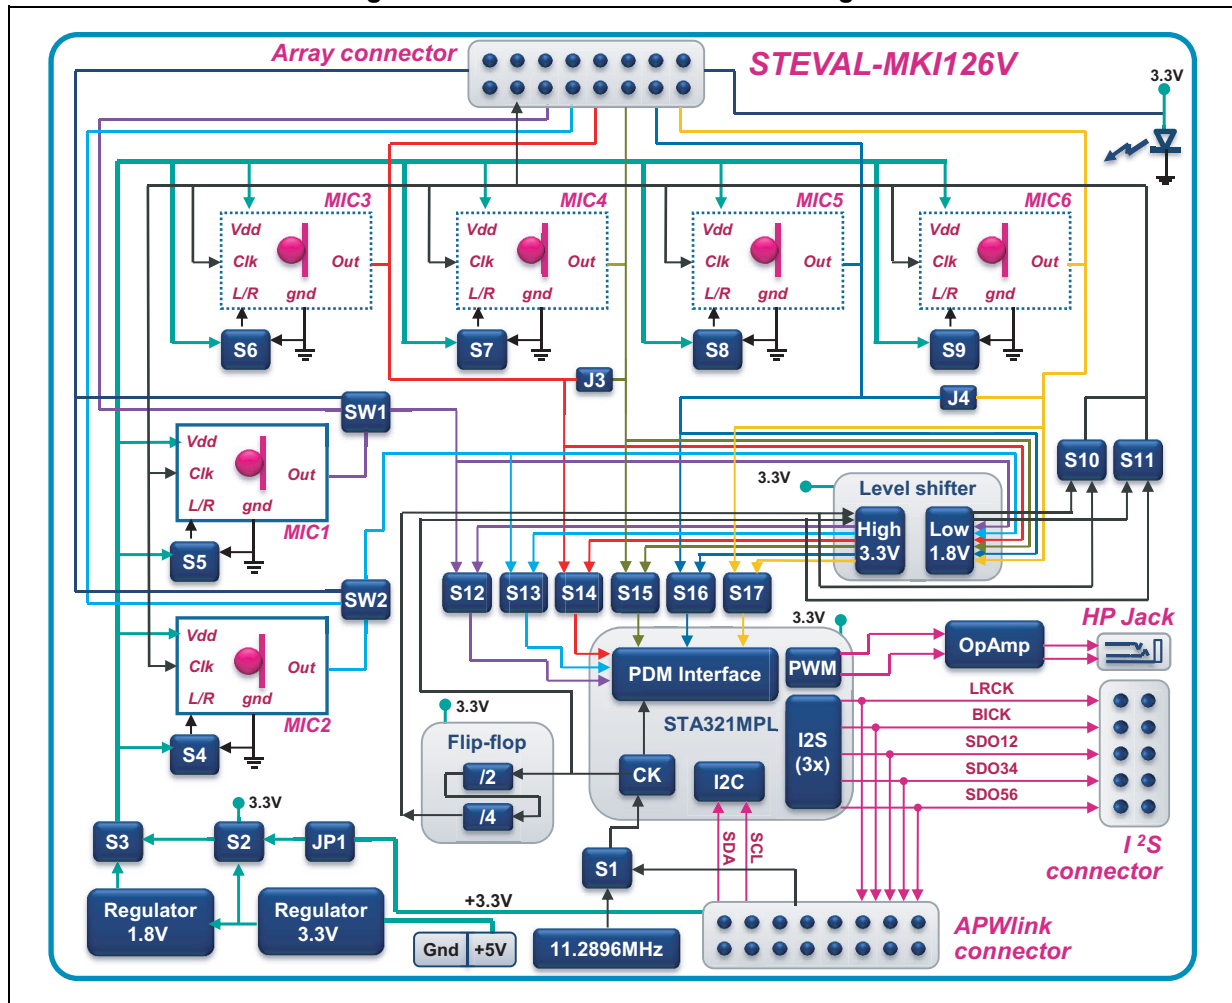 Array connector
STEVAL-MKI126V
3.3V
MIC3
Vdd
Clk
Out
L/R
gnd
S6
MIC4
Vdd
Clk
Out
L/R
gnd
S7
MIC5
Vdd
Clk
Out
L/R
gnd
S8
MIC6
Vdd
Clk
Out
L/R
gnd
S9
J3
J4
SW1
Vdd
Clk
Out
L/R
gnd
MIC1
S5
SW2
Vdd
Clk
Out
L/R
gnd
MIC2
S4
S10
S11
3.3V
Level shifter
High
3.3V
Low
1.8V
S12
S13
S14
S15
S16
S17
3.3V
PDM Interface
PWM
STA321MPL
I2S
(3x)
CK
I2C
OpAmp
HP Jack
LRCK
BICK
SDO12
SDO34
SDO56
I ²S
connector
3.3V
Flip-flop
/2
/4
SDA
SCL
3.3V
S3
S2
JP1
S1
Regulator
1.8V
Regulator
3.3V
+3.3V
Gnd
+5V
11.2896MHz
APWlink
connector